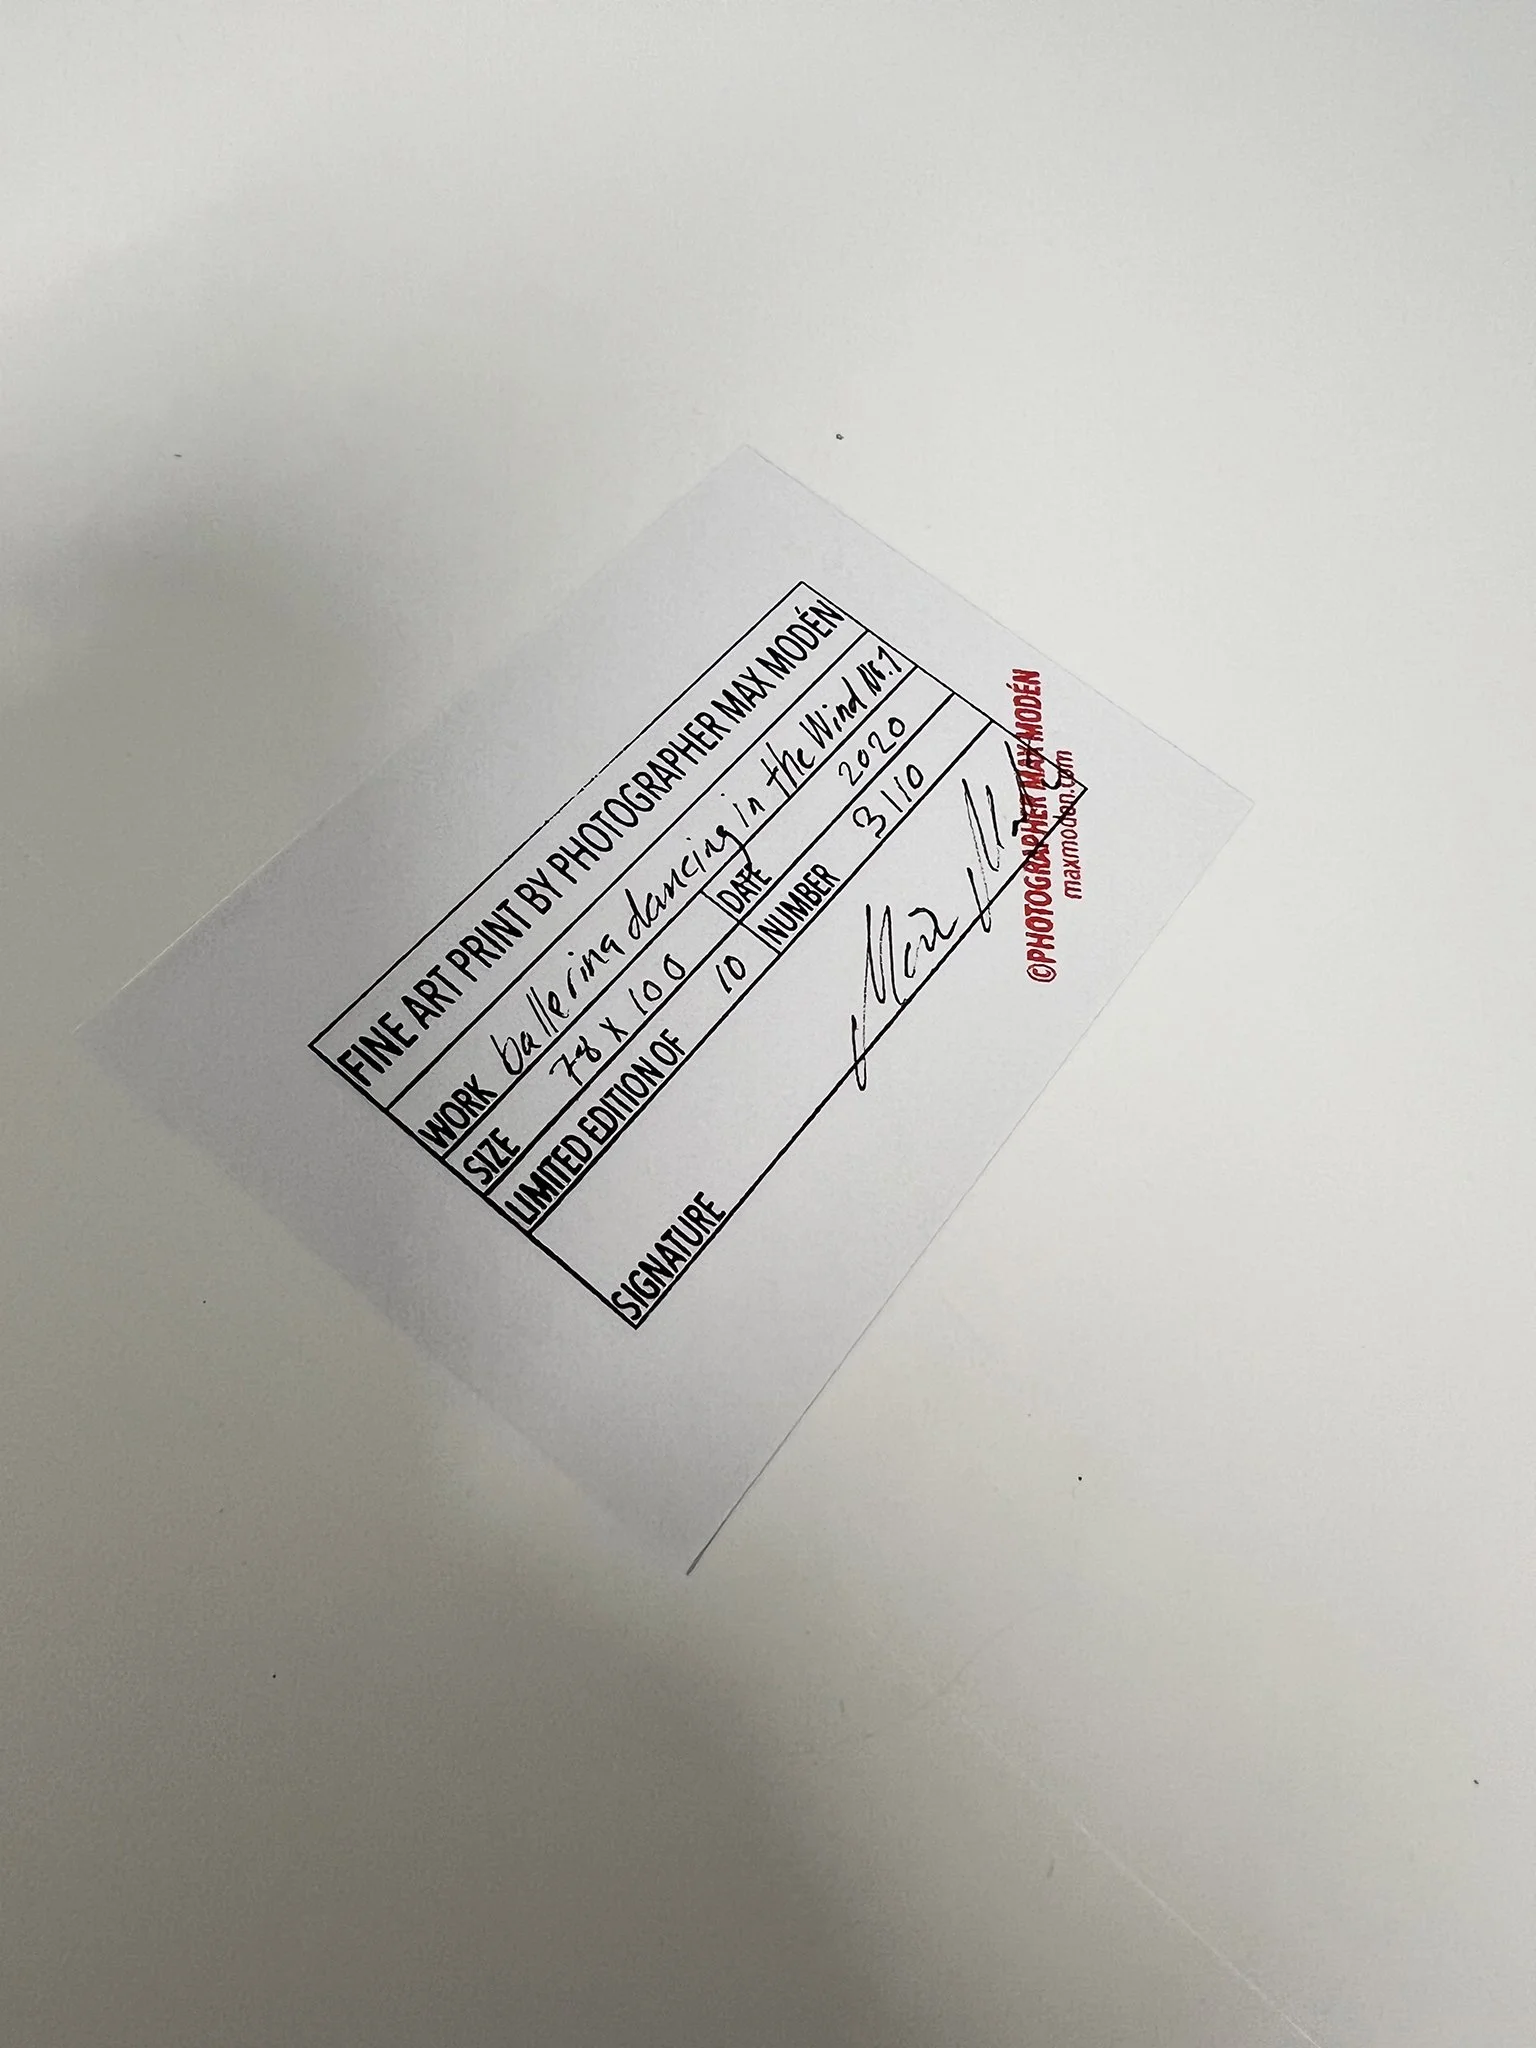 FINE ART PRINT BY PHOTOGRAPHER MAX MODÉN
WORK ballerina dancing in the Wind Nr.1
SIZE 78 x 100 DATE 2020
LIMITED EDITION OF 10 NUMBER 3/10
SIGNATURE Max
©PHOTOGRAPHER MAX MODÉN
maxmoden.com